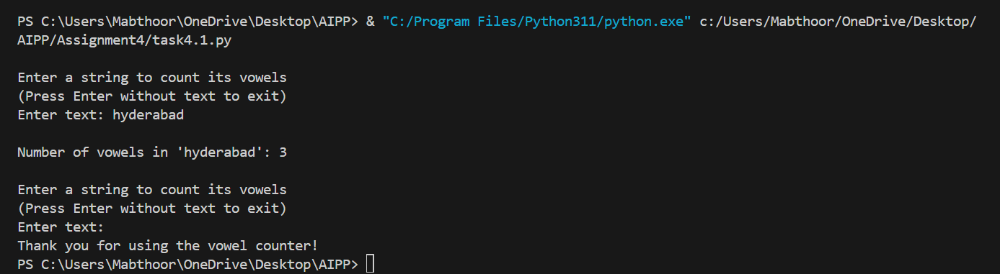 PS C:\Users\Mabthoor\OneDrive\Desktop\AIPP> & "C:/Program Files/Python311/python.exe" c:/Users/Mabthoor/OneDrive/Desktop/
AIPP/Assignment4/task4.1.py
Enter a string to count its vowels
(Press Enter without text to exit)
Enter text: hyderabad
Number of vowels in 'hyderabad': 3
Enter a string to count its vowels
(Press Enter without text to exit)
Enter text:
Thank you for using the vowel counter!
PS C:\Users\Mabthoor\OneDrive\Desktop\AIPP>